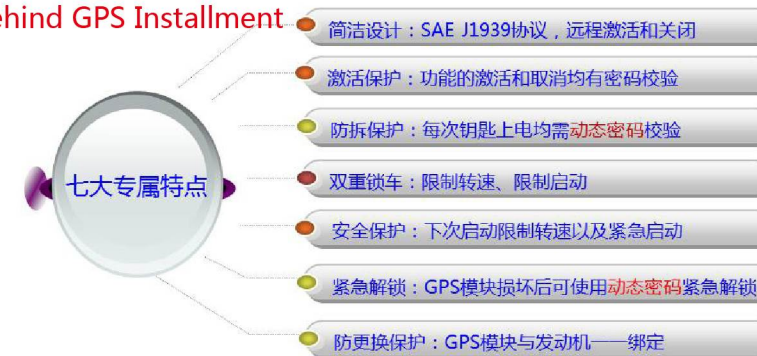 ehind GPS Installment
简洁设计：SAE J1939协议，远程激活和关闭
激活保护：功能的激活和取消均有密码校验
防拆保护：每次钥匙上电均需动态密码校验
七大专属特点
双重锁车：限制转速、限制启动
安全保护：下次启动限制转速以及紧急启动
紧急解锁：GPS模块损坏后可使用动态密码紧急解锁
防更换保护：GPS模块与发动机一一绑定